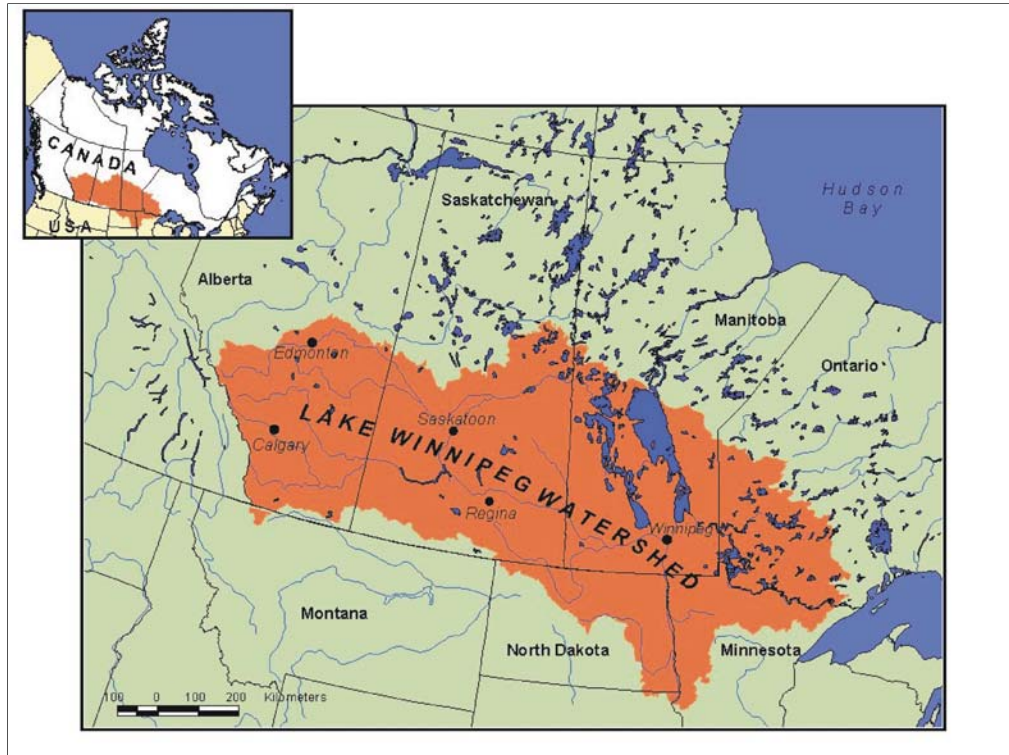 CANADA
USA
Hudson
Bay
Saskatchewan
Alberta
Manitoba
Ontario
Edmonton
Saskatoon
Calgary
LAKE WINNIPEG WATERSHED
Regina
Winnipeg
Montana
North Dakota
Minnesota
100 0 100 200 Kilometers